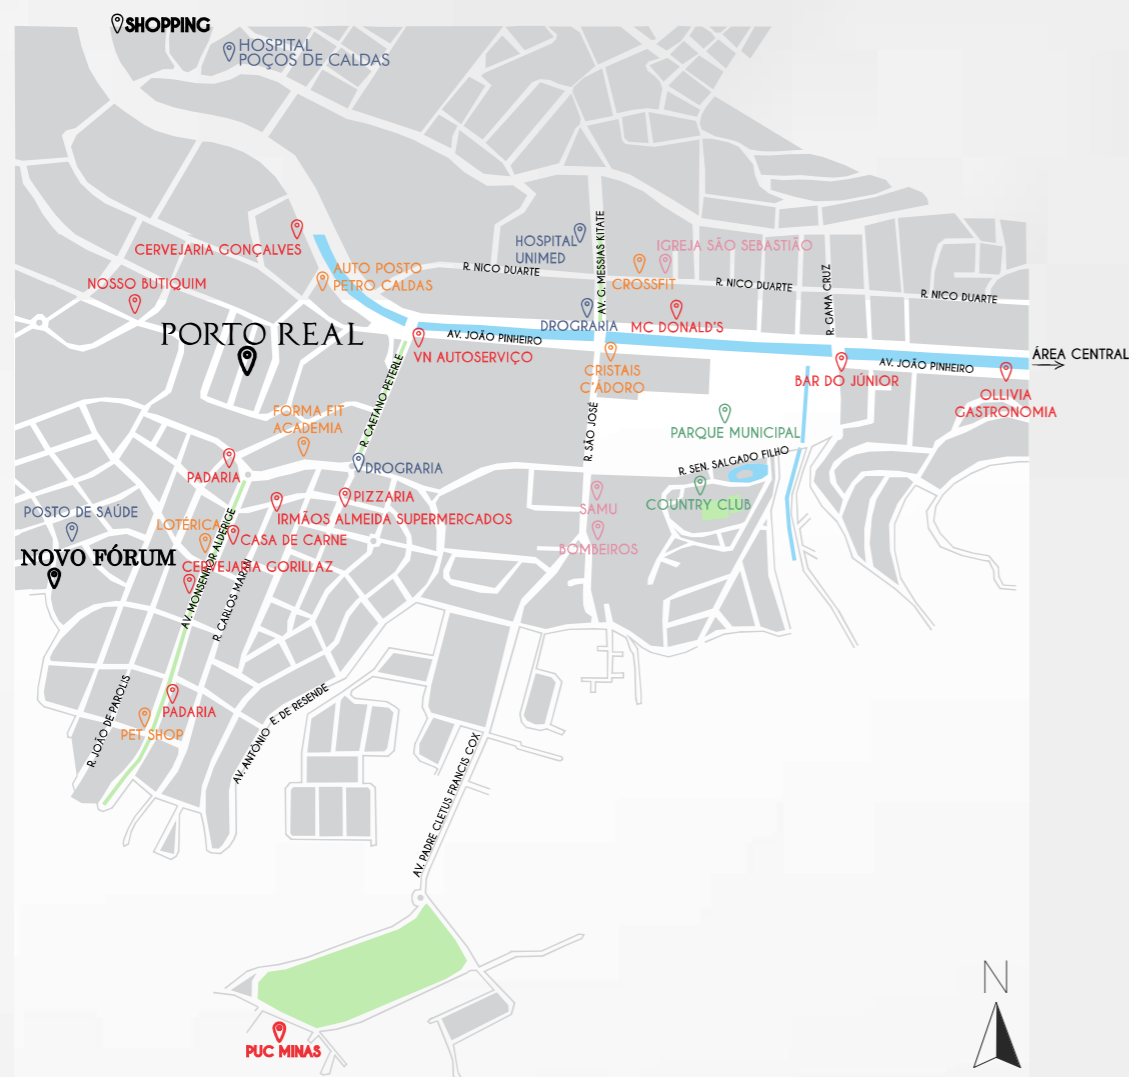 SHOPPING
HOSPITAL
POÇOS DE CALDAS
CERVEJARIA GONÇALVES
HOSPITAL
UNIMED
AV. G. MESSIAS KITATE
IGREJA SÃO SEBASTIÃO
AUTO POSTO
PETRO CALDAS
R. NICO DUARTE
CROSSFIT
R. NICO DUARTE
R. GAMA CRUZ
R. NICO DUARTE
NOSSO BUTIQUIM
PORTO REAL
DROGRARIA
MC DONALD'S
AV. JOÃO PINHEIRO
VN AUTOSERVIÇO
ÁREA CENTRAL
AV. JOÃO PINHEIRO
CRISTAIS
C'ÁDORO
BAR DO JÚNIOR
OLLIVIA
GASTRONOMIA
R. CAETANO PETERLE
FORMA FIT
ACADEMIA
R. SÃO JOSÉ
PARQUE MUNICIPAL
R. SEN. SALGADO FILHO
PADARIA
DROGRARIA
PIZZARIA
COUNTRY CLUB
SAMU
POSTO DE SAÚDE
LOTÉRICA
IRMÃOS ALMEIDA SUPERMERCADOS
CASA DE CARNE
BOMBEIROS
NOVO FÓRUM
CERVEJARIA GORILLAZ
AV. MONSENHOR ALDERIGE
R. CARLOS MARAN
R. JOÃO DE PAROLIS
PADARIA
PET SHOP
AV. ANTÔNIO E. DE RESENDE
AV. PADRE CLETUS FRANCIS COX
N
PUC MINAS